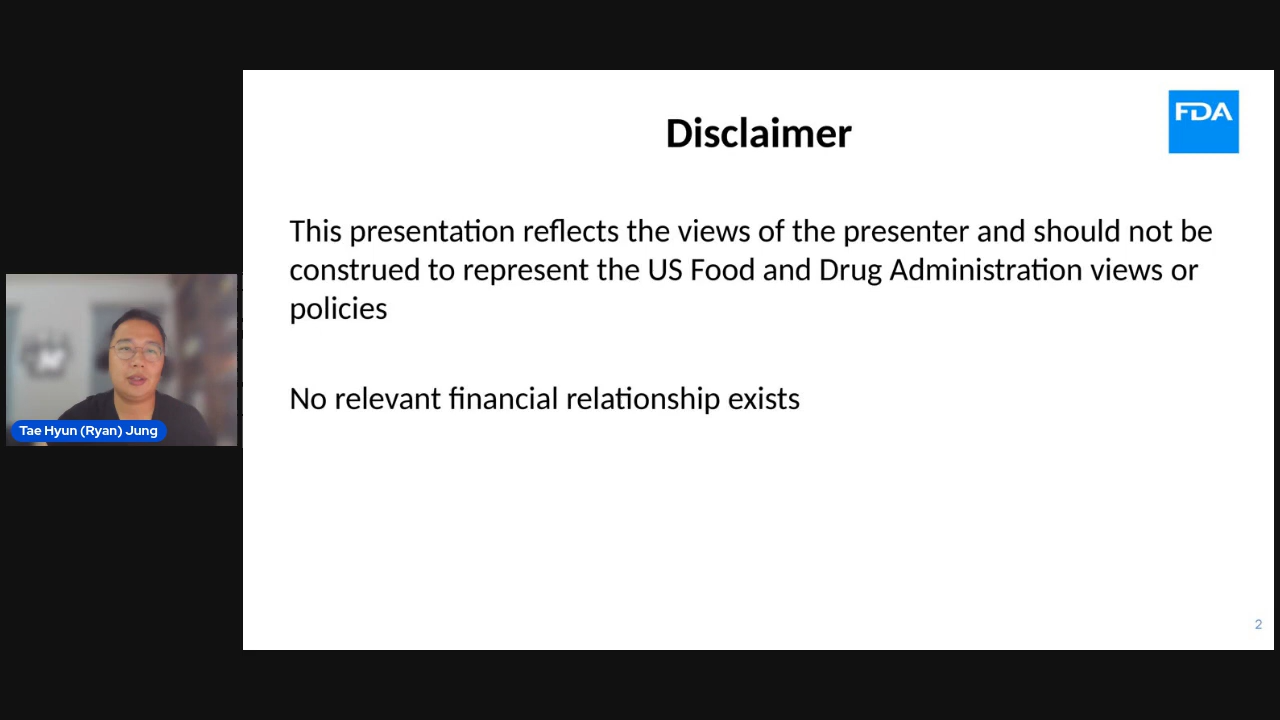 FDA
Disclaimer
This presentation reflects the views of the presenter and should not be
construed to represent the US Food and Drug Administration views or
policies
No relevant financial relationship exists
Tae Hyun (Ryan) Jung
2